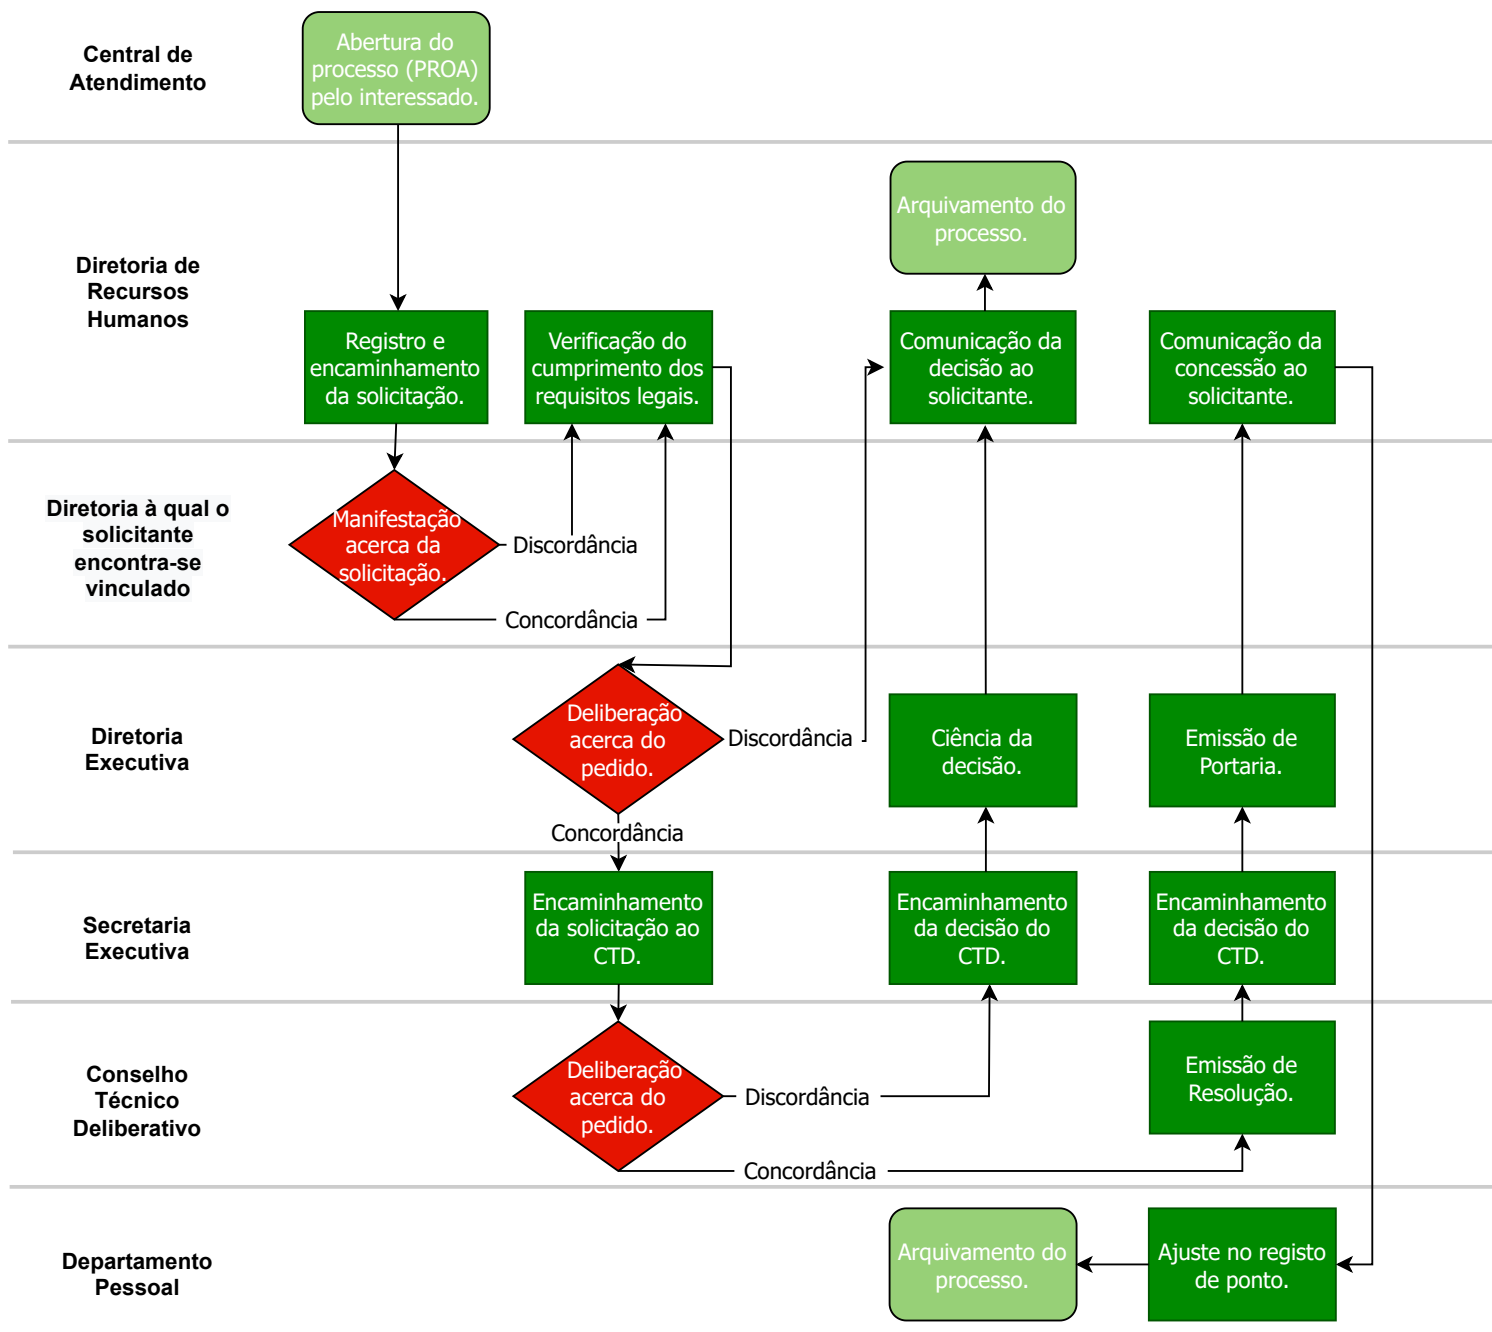 Central de
Atendimento
Abertura do
processo (PROA)
pelo interessado.
Diretoria de
Recursos
Humanos
Arquivamento do
processo.
Registro e
encaminhamento
da solicitação.
Verificação do
cumprimento dos
requisitos legais.
Comunicação da
decisão ao
solicitante.
Comunicação da
concessão ao
solicitante.
Diretoria à qual o
solicitante
encontra-se
vinculado
Manifestação
acerca da
solicitação.
Discordância
Concordância
Diretoria
Executiva
Deliberação
acerca do
pedido.
Discordância
Concordância
Ciência da
decisão.
Emissão de
Portaria.
Secretaria
Executiva
Encaminhamento
da solicitação ao
CTD.
Encaminhamento
da decisão do
CTD.
Encaminhamento
da decisão do
CTD.
Conselho
Técnico
Deliberativo
Deliberação
acerca do
pedido.
Discordância
Concordância
Emissão de
Resolução.
Departamento
Pessoal
Arquivamento do
processo.
Ajuste no registo
de ponto.